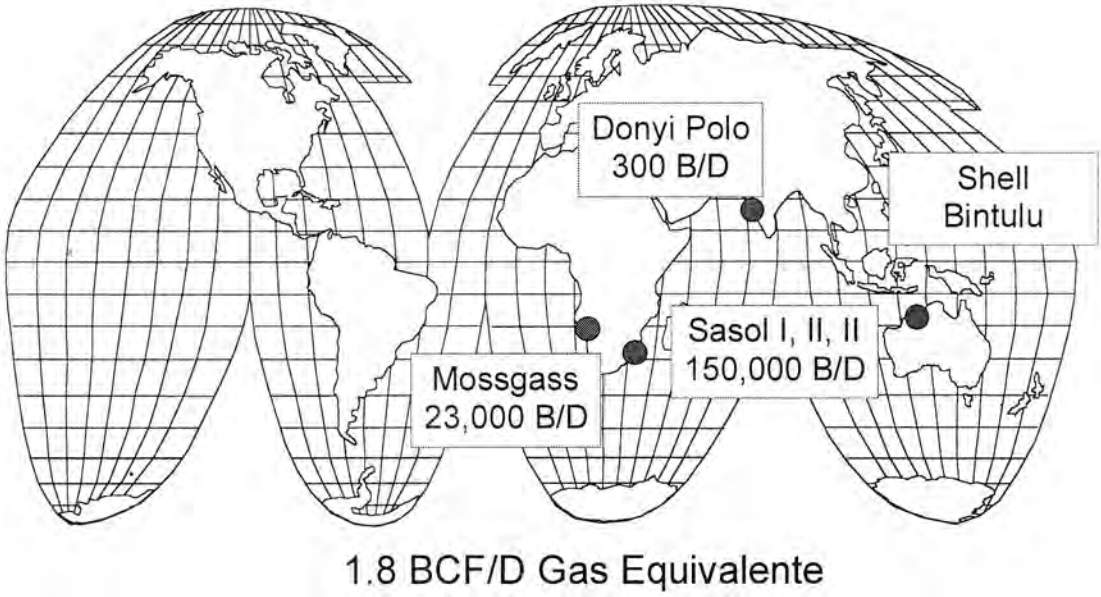 Donyi Polo
300 B/D
Shell
Bintulu
Sasol I, II, II
150,000 B/D
Mossgass
23,000 B/D
1.8 BCF/D Gas Equivalente